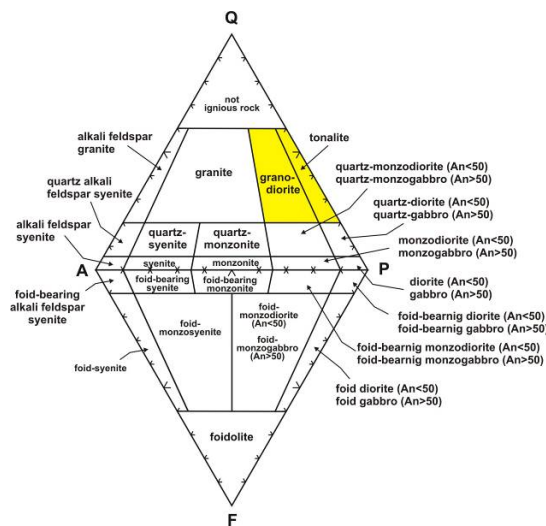 Q
not
ignious rock
alkali feldspar
granite
tonalite
granite
grano-
diorite
quartz-monzodiorite (An<50)
quartz-monzogabbro (An>50)
quartz alkali
feldspar syenite
quartz-diorite (An<50)
quartz-gabbro (An>50)
quartz-
syenite
quartz-
monzonite
alkali feldspar
syenite
monzodiorite (An<50)
monzogabbro (An>50)
syenite
monzonite
A
P
foid-bearing
syenite
foid-bearing
monzonite
diorite (An<50)
gabbro (An>50)
foid-bearing
alkali feldspar
syenite
foid-bearnig diorite (An<50)
foid-bearnig gabbro (An>50)
foid-
monzosyenite
foid-
monzodiorite
(An<50)
foid-
monzogabbro
(An>50)
foid-bearnig monzodiorite (An<50)
foid-bearnig monzogabbro (An>50)
foid-syenite
foid diorite (An<50)
foid gabbro (An>50)
foidolite
F